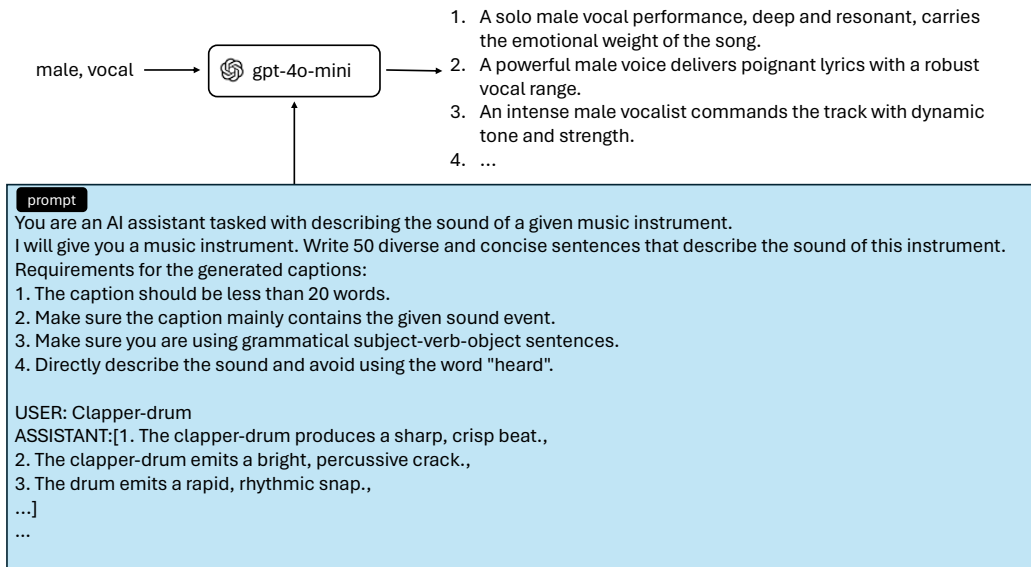 1. A solo male vocal performance, deep and resonant, carries
the emotional weight of the song.
male, vocal
gpt-4o-mini
2. A powerful male voice delivers poignant lyrics with a robust
vocal range.
3. An intense male vocalist commands the track with dynamic
tone and strength.
4. ...
prompt
You are an AI assistant tasked with describing the sound of a given music instrument.
I will give you a music instrument. Write 50 diverse and concise sentences that describe the sound of this instrument.
Requirements for the generated captions:
1. The caption should be less than 20 words.
2. Make sure the caption mainly contains the given sound event.
3. Make sure you are using grammatical subject-verb-object sentences.
4. Directly describe the sound and avoid using the word "heard".
USER: Clapper-drum
ASSISTANT:[1. The clapper-drum produces a sharp, crisp beat.,
2. The clapper-drum emits a bright, percussive crack.,
3. The drum emits a rapid, rhythmic snap.,
...]
...